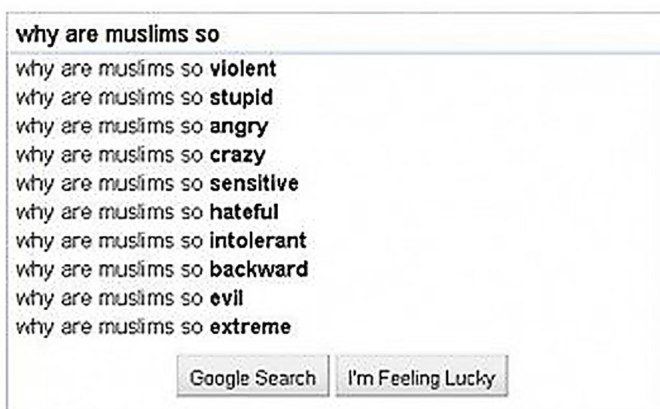 why are muslims so
why are muslims so violent
why are muslims so stupid
why are muslims so angry
why are muslims so crazy
why are muslims so sensitive
why are muslims so hateful
why are muslims so intolerant
why are muslims so backward
why are muslims so evil
why are muslims so extreme
Google Search I'm Feeling Lucky